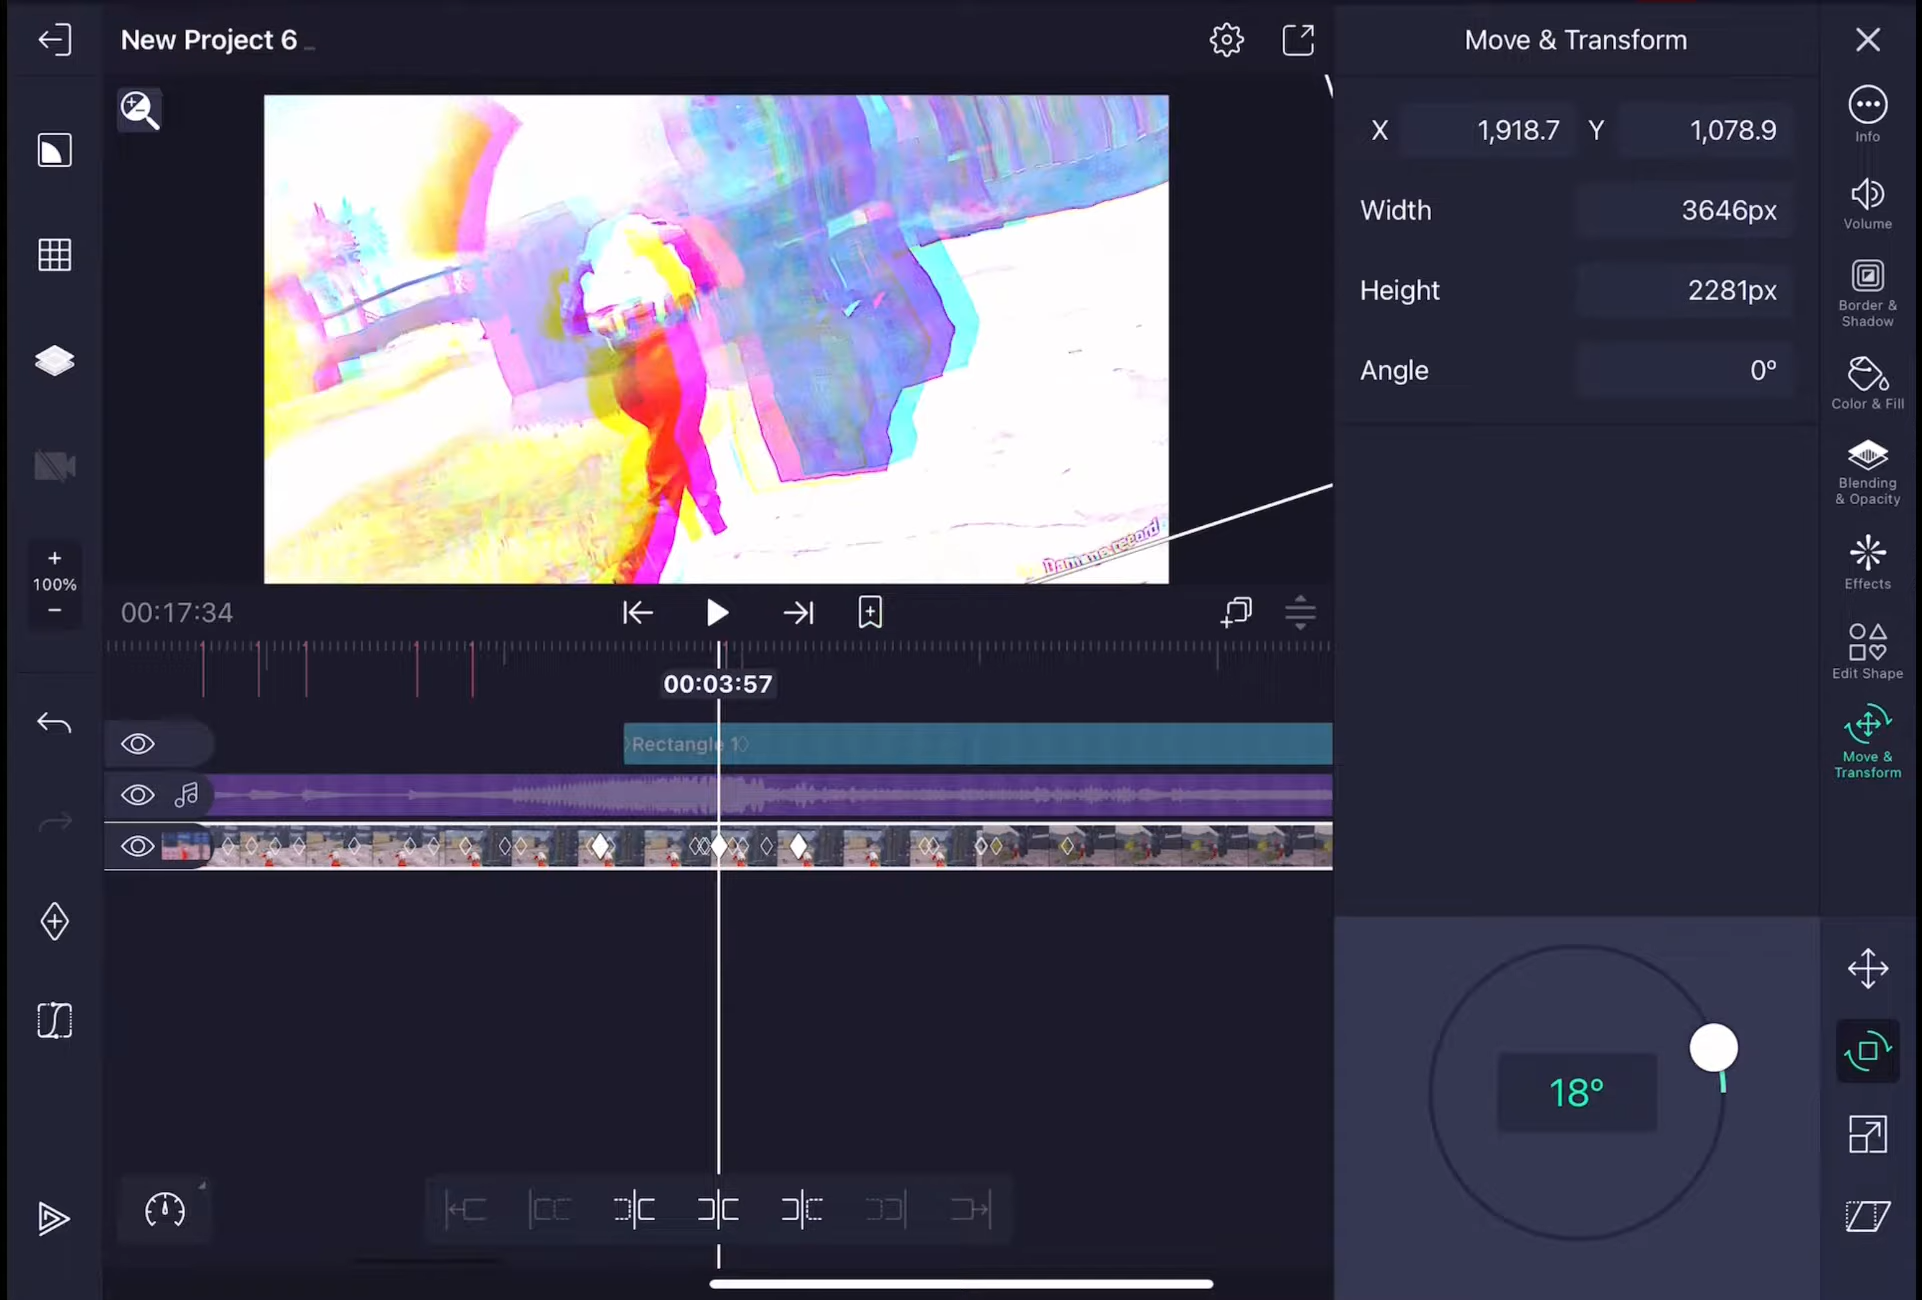 New Project 6
Move & Transform
X 1,918.7 Y 1,078.9
Width 3646px
Height 2281px
Angle 0°
Info
Volume
Border &
Shadow
Color & Fill
Blending
& Opacity
Effects
Edit Shape
Move &
Transform
+
100%
−
Damame record
00:17:34
00:03:57
Rectangle 1
18°